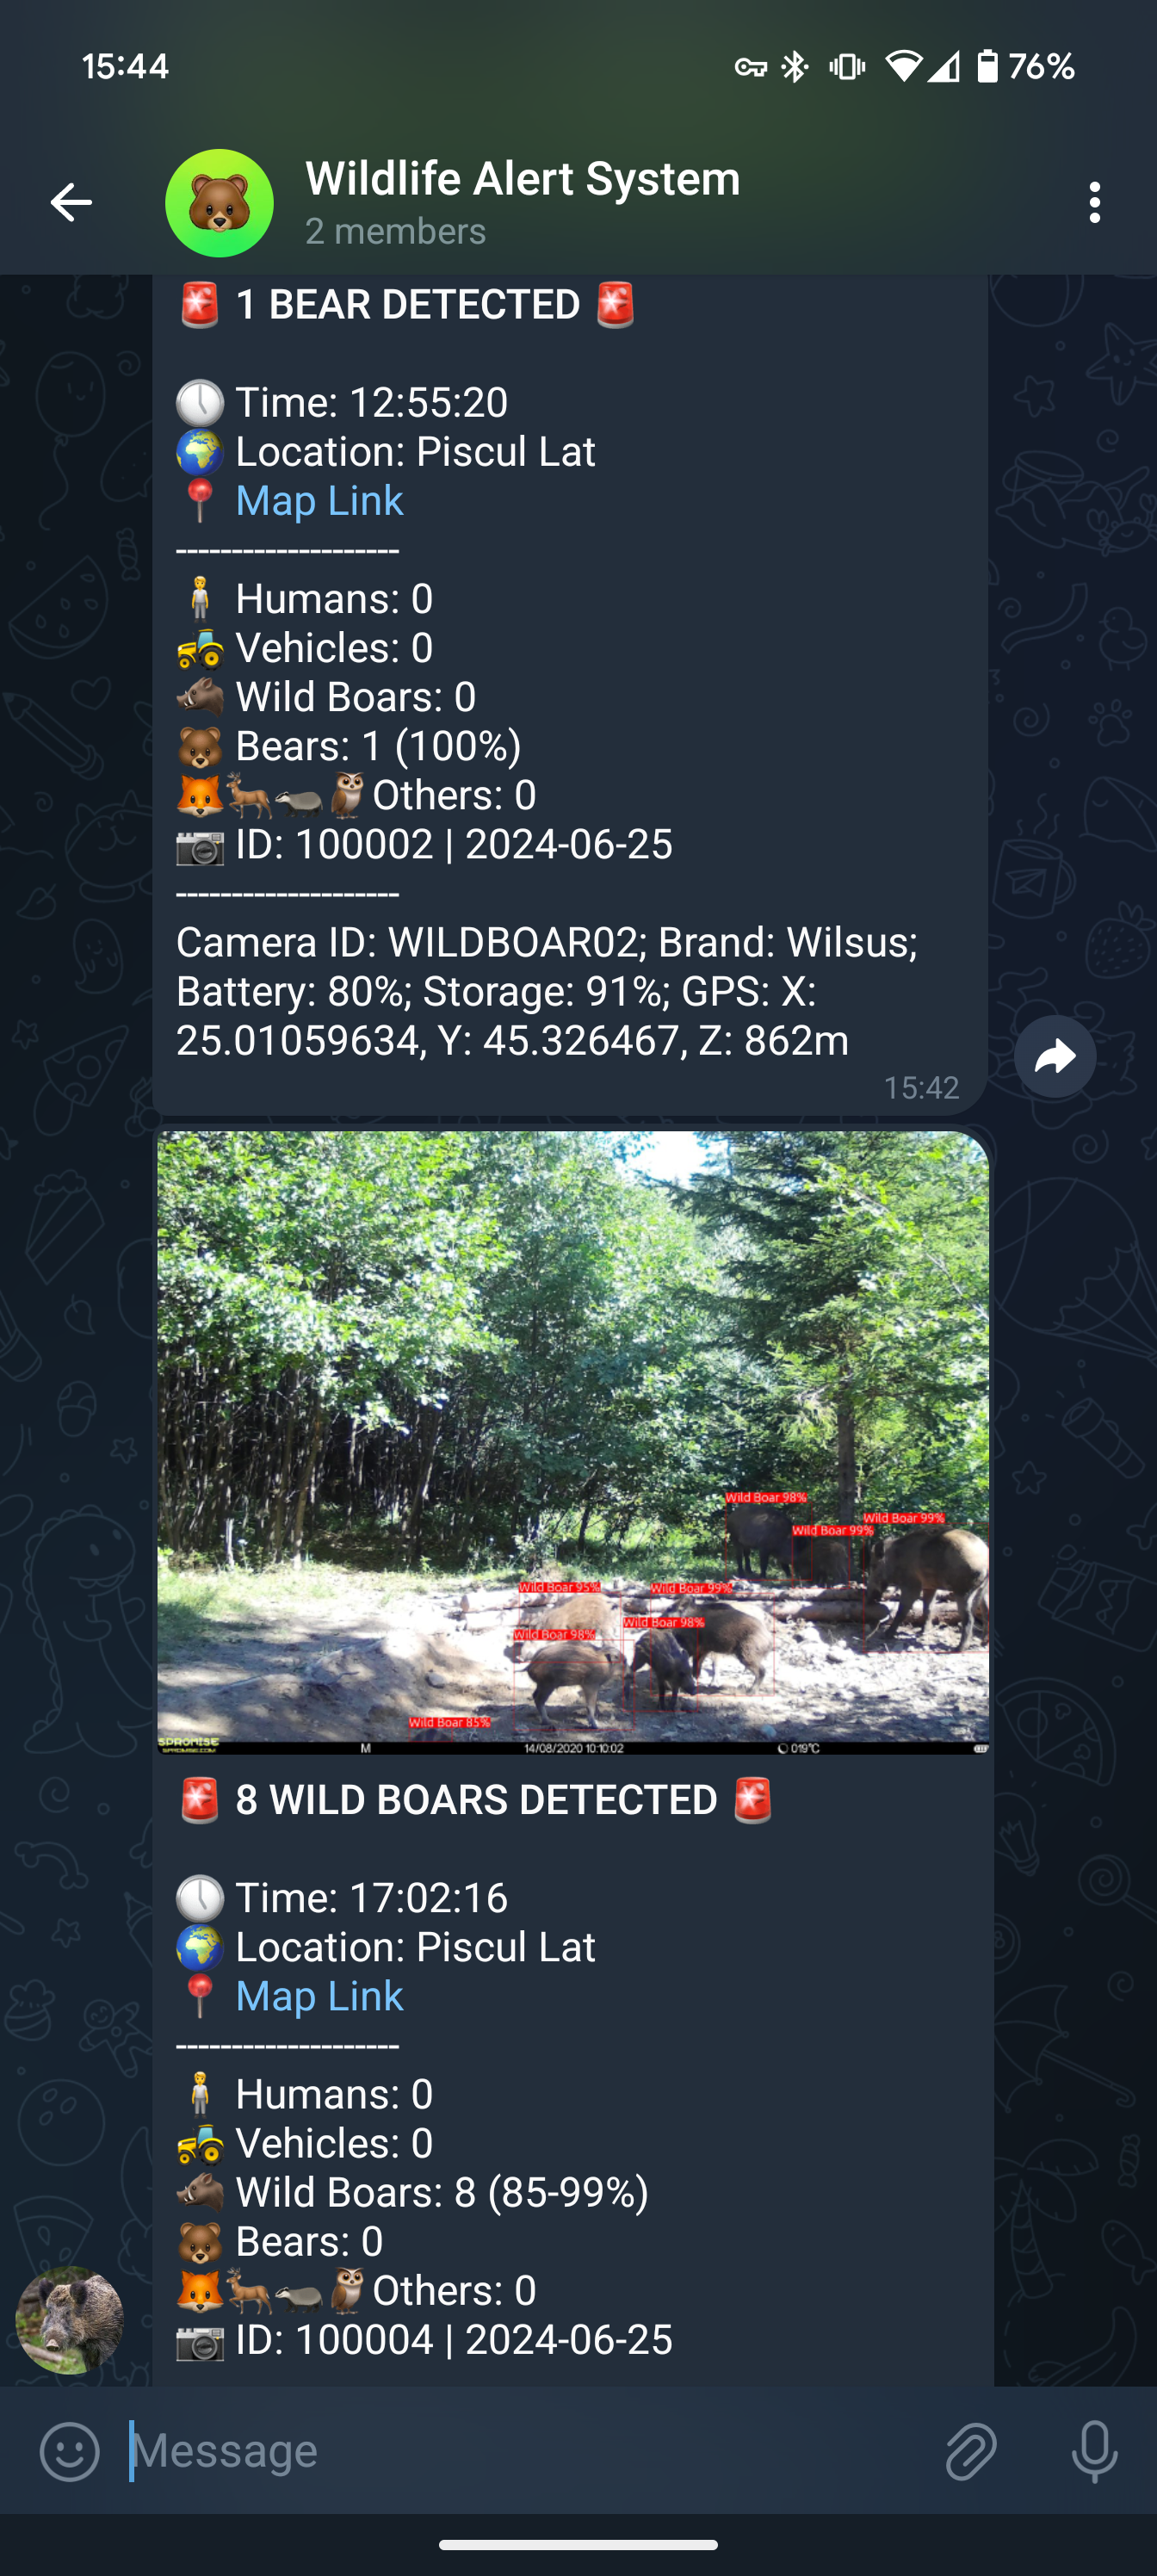 15:44
76%
Wildlife Alert System
2 members
🚨 1 BEAR DETECTED 🚨
🕔 Time: 12:55:20
🌍 Location: Piscul Lat
📍 Map Link
--------------------
🧍 Humans: 0
🚜 Vehicles: 0
🐗 Wild Boars: 0
🐻 Bears: 1 (100%)
🦊🦌🦡🦉 Others: 0
📷 ID: 100002 | 2024-06-25
--------------------
Camera ID: WILDBOAR02; Brand: Wilsus;
Battery: 80%; Storage: 91%; GPS: X:
25.01059634, Y: 45.326467, Z: 862m
15:42
Wild Boar 98%
Wild Boar 99%
Wild Boar 99%
Wild Boar 95%
Wild Boar 99%
Wild Boar 98%
Wild Boar 98%
Wild Boar 85%
SPROMISE
SPROMISE.COM
M 14/08/2020 10:10:02 019°C
🚨 8 WILD BOARS DETECTED 🚨
🕔 Time: 17:02:16
🌍 Location: Piscul Lat
📍 Map Link
--------------------
🧍 Humans: 0
🚜 Vehicles: 0
🐗 Wild Boars: 8 (85-99%)
🐻 Bears: 0
🦊🦌🦡🦉 Others: 0
📷 ID: 100004 | 2024-06-25
Message